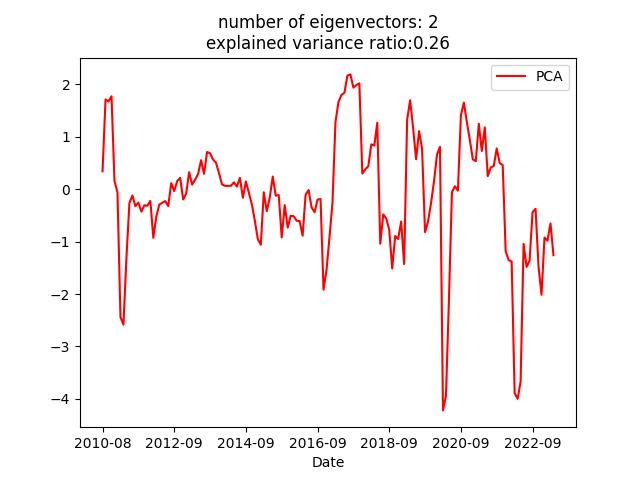 number of eigenvectors: 2
explained variance ratio:0.26
PCA
2
1
0
−1
−2
−3
−4
2010-08 2012-09 2014-09 2016-09 2018-09 2020-09 2022-09
Date